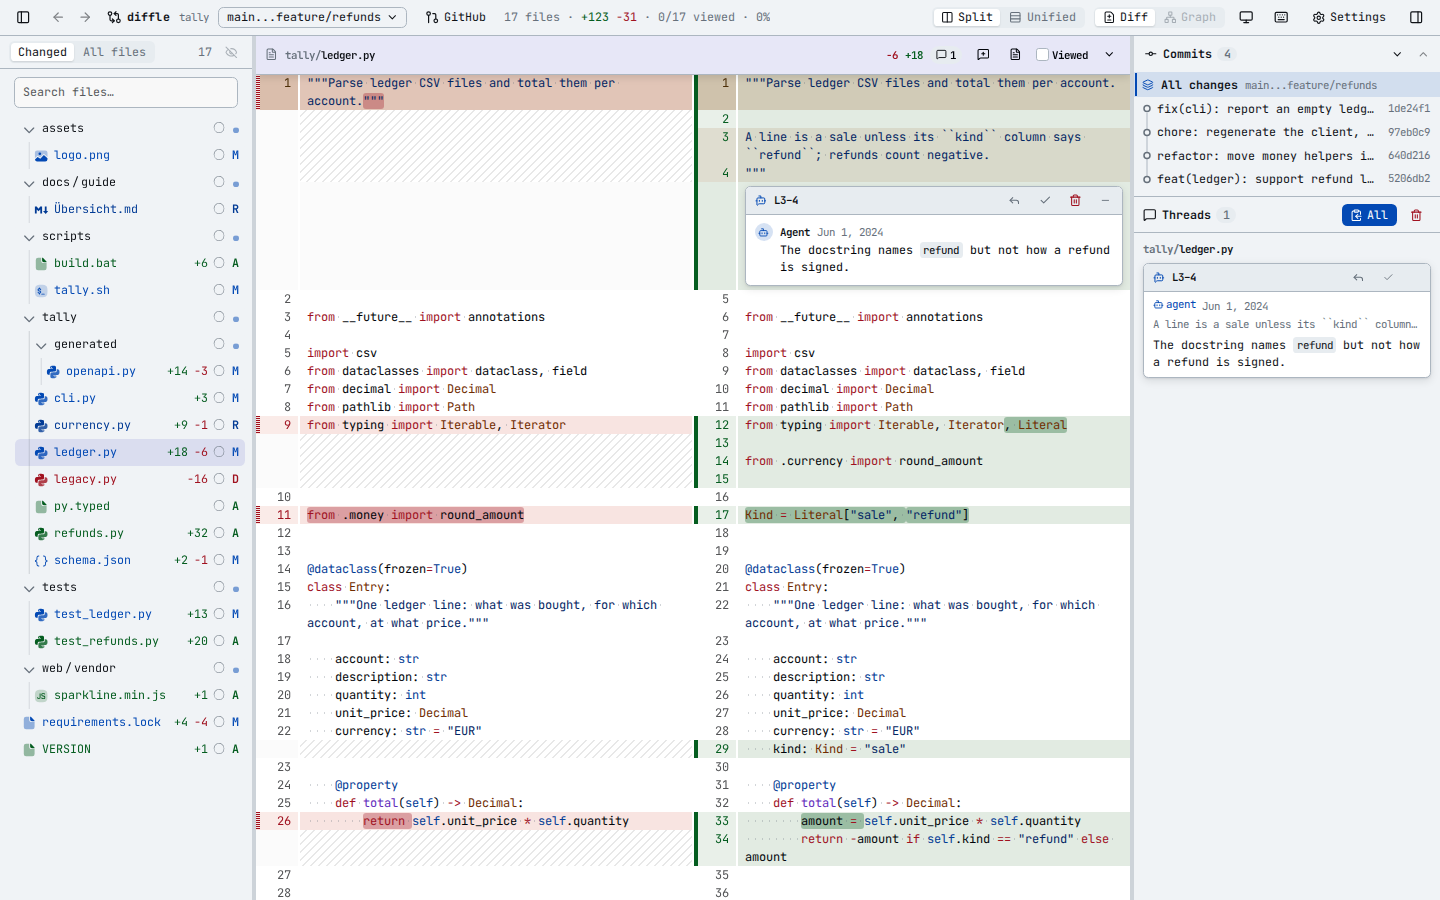 diffle tally main...feature/refunds GitHub 17 files · +123 -31 · 0/17 viewed · 0% Split Unified Diff Graph Settings
Changed All files 17
Search files…
assets
logo.png M
docs/guide
Übersicht.md R
scripts
build.bat +6 A
tally.sh M
tally
generated
openapi.py +14 -3 M
cli.py +3 M
currency.py +9 -1 R
ledger.py +18 -6 M
legacy.py -16 D
py.typed A
refunds.py +32 A
schema.json +2 -1 M
tests
test_ledger.py +13 M
test_refunds.py +20 A
web/vendor
sparkline.min.js +1 A
requirements.lock +4 -4 M
VERSION +1 A
tally/ledger.py -6 +18 1 Viewed
1 """Parse ledger CSV files and total them per
account."""
2
3 from __future__ import annotations
4
5 import csv
6 from dataclasses import dataclass, field
7 from decimal import Decimal
8 from pathlib import Path
9 from typing import Iterable, Iterator
10
11 from .money import round_amount
12
13
14 @dataclass(frozen=True)
15 class Entry:
16 """One ledger line: what was bought, for which
account, at what price."""
17
18 account: str
19 description: str
20 quantity: int
21 unit_price: Decimal
22 currency: str = "EUR"
23
24 @property
25 def total(self) -> Decimal:
26 return self.unit_price * self.quantity
27
28
1 """Parse ledger CSV files and total them per account.
2
3 A line is a sale unless its ``kind`` column says
``refund``; refunds count negative.
4 """
L3–4
Agent Jun 1, 2024
The docstring names refund but not how a refund
is signed.
5
6 from __future__ import annotations
7
8 import csv
9 from dataclasses import dataclass, field
10 from decimal import Decimal
11 from pathlib import Path
12 from typing import Iterable, Iterator, Literal
13
14 from .currency import round_amount
15
16
17 Kind = Literal["sale", "refund"]
18
19
20 @dataclass(frozen=True)
21 class Entry:
22 """One ledger line: what was bought, for which
account, at what price."""
23
24 account: str
25 description: str
26 quantity: int
27 unit_price: Decimal
28 currency: str = "EUR"
29 kind: Kind = "sale"
30
31 @property
32 def total(self) -> Decimal:
33 amount = self.unit_price * self.quantity
34 return -amount if self.kind == "refund" else
amount
35
36
Commits 4
All changes main...feature/refunds
fix(cli): report an empty ledg… 1de24f1
chore: regenerate the client, … 97eb0c9
refactor: move money helpers i… 640d216
feat(ledger): support refund l… 5206db2
Threads 1 All
tally/ledger.py
L3–4
agent Jun 1, 2024
A line is a sale unless its ``kind`` column…
The docstring names refund but not how
a refund is signed.